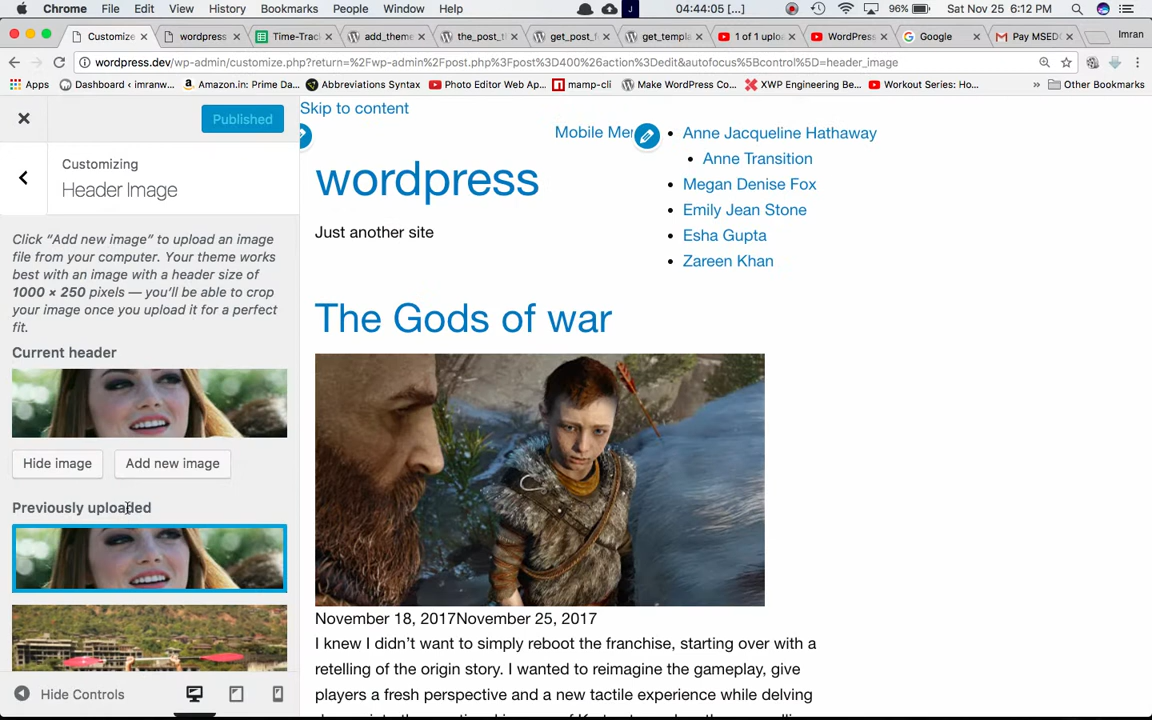 Chrome File Edit View History Bookmarks People Window Help
04:44:05 [...]
96%
Sat Nov 25 6:12 PM
Customize
wordpress
Time-Track
add_theme
the_post_t
get_post_f
get_templa
1 of 1 uploa
WordPress
Google
Pay MSED
Imran
wordpress.dev/wp-admin/customize.php?return=%2Fwp-admin%2Fpost.php%3Fpost%3D400%26action%3Dedit&autofocus%5Bcontrol%5D=header_image
Apps
Dashboard ‹ imranw...
Amazon.in: Prime Da...
Abbreviations Syntax
Photo Editor Web Ap...
mamp-cli
Make WordPress Co...
XWP Engineering Be...
Workout Series: Ho...
»
Other Bookmarks
Published
Customizing
Header Image
Click “Add new image” to upload an image
file from your computer. Your theme works
best with an image with a header size of
1000 × 250 pixels — you’ll be able to crop
your image once you upload it for a perfect
fit.
Current header
Hide image
Add new image
Previously uploaded
Hide Controls
Skip to content
Mobile Me
wordpress
Just another site
Anne Jacqueline Hathaway
Anne Transition
Megan Denise Fox
Emily Jean Stone
Esha Gupta
Zareen Khan
The Gods of war
November 18, 2017November 25, 2017
I knew I didn’t want to simply reboot the franchise, starting over with a
retelling of the origin story. I wanted to reimagine the gameplay, give
players a fresh perspective and a new tactile experience while delving